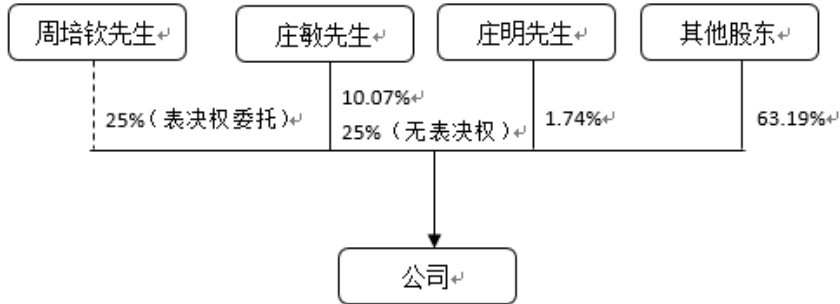 周培钦先生
庄敏先生
庄明先生
其他股东
25%（表决权委托）
10.07%
25%（无表决权）
1.74%
63.19%
公司